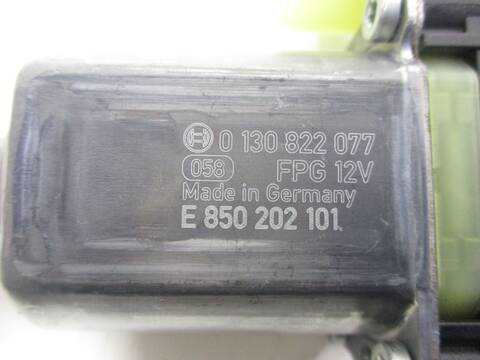 0 130 822 077
058 FPG 12V
Made in Germany
E 850 202 101